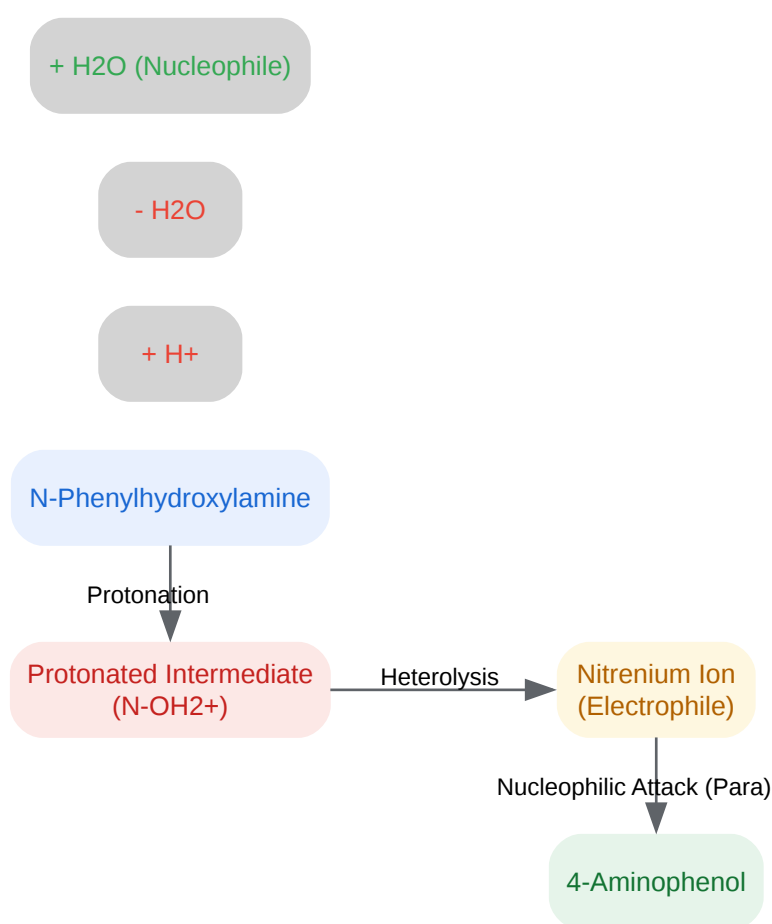 + H2O (Nucleophile)
- H2O
+ H+
N-Phenylhydroxylamine
Protonation
Protonated Intermediate
(N-OH2+)
Heterolysis
Nitrenium Ion
(Electrophile)
Nucleophilic Attack (Para)
4-Aminophenol